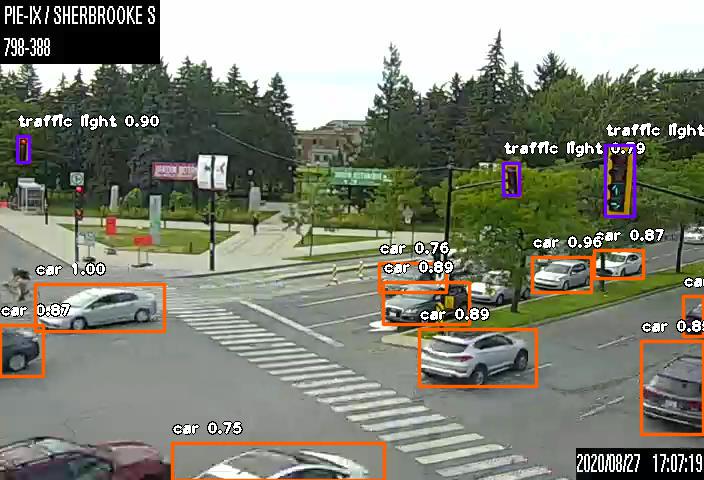 PIE-IX / SHERBROOKE S
798-388
traffic light 0.90
traffic light
traffic light 0.79
car 0.76
car 0.96
car 0.87
car 1.00
car 0.89
car 0.87
car 0.89
car 0.75
2020/08/27 17:07:19